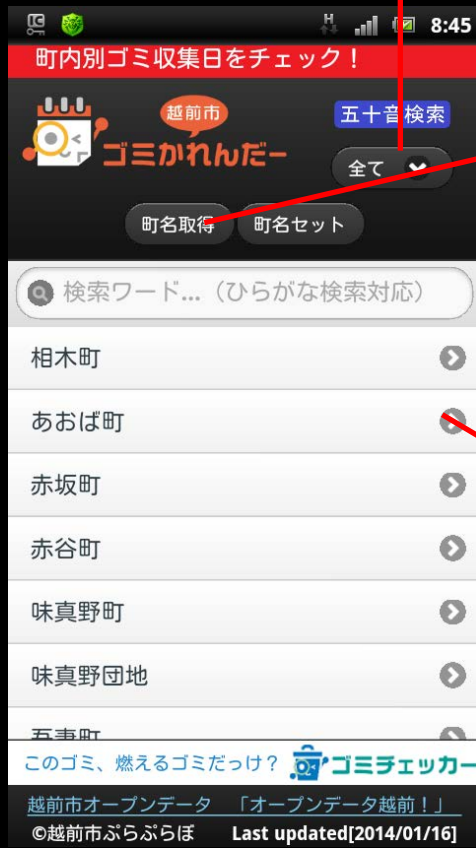 H 8:45
町内別ゴミ収集日をチェック！
越前市
ゴミかれんだー
五十音検索
全て
町名取得 町名セット
検索ワード...（ひらがな検索対応）
相木町
あおば町
赤坂町
赤谷町
味真野町
味真野団地
吾妻町
このゴミ、燃えるゴミだっけ？ ゴミチェッカー
越前市オープンデータ 「オープンデータ越前！」
©越前市ぷらぷらぼ Last updated[2014/01/16]